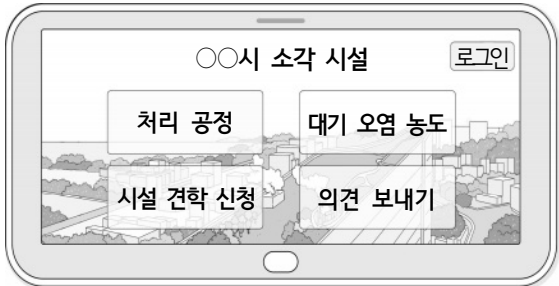 ○○시 소각 시설
로그인
처리 공정
대기 오염 농도
시설 견학 신청
의견 보내기